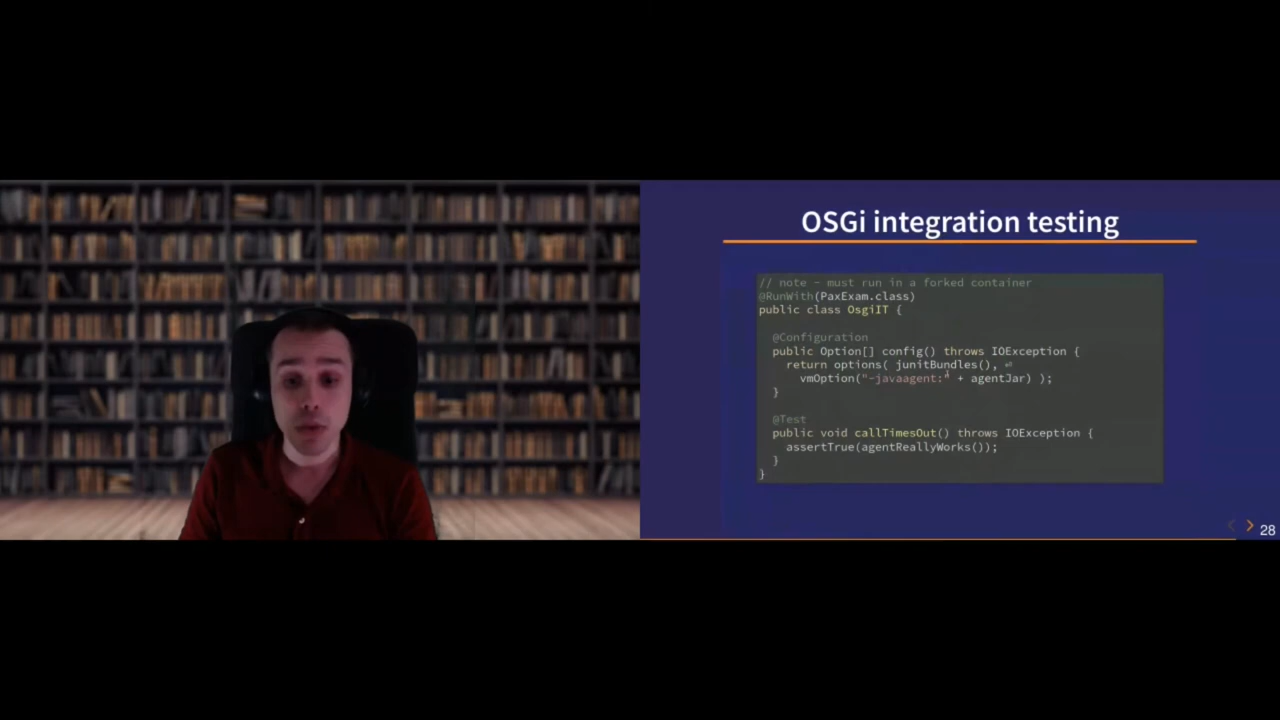 OSGi integration testing
// note - must run in a forked container
@RunWith(PaxExam.class)
public class OsgiIT {
@Configuration
public Option[] config() throws IOException {
return options( junitBundles(), ⏎
vmOption("-javaagent:" + agentJar) );
}
@Test
public void callTimesOut() throws IOException {
assertTrue(agentReallyWorks());
}
}
28